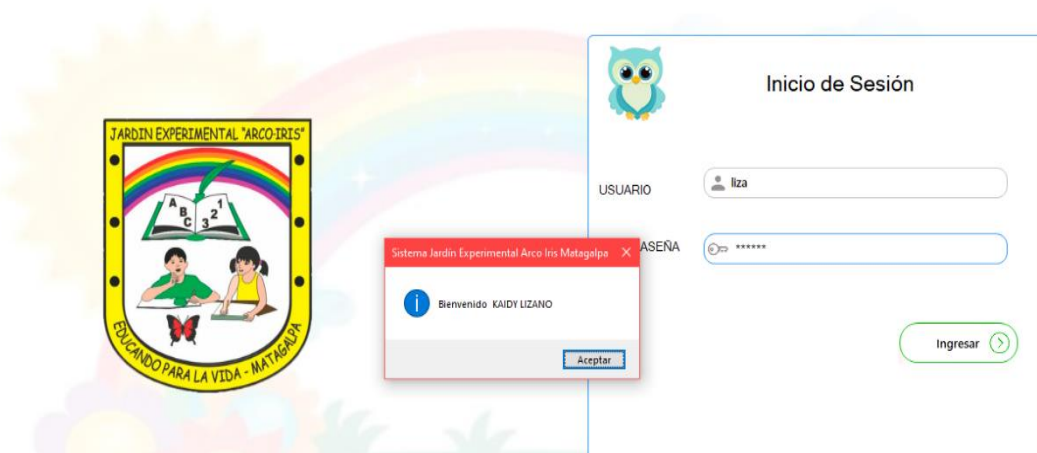 JARDIN EXPERIMENTAL "ARCO-IRIS"
A
B
C
1
2
3
EDUCANDO PARA LA VIDA - MATAGALPA
Inicio de Sesión
USUARIO
liza
ASEÑA
******
Ingresar
Sistema Jardín Experimental Arco Iris Matagalpa
Bienvenido KAIDY LIZANO
Aceptar